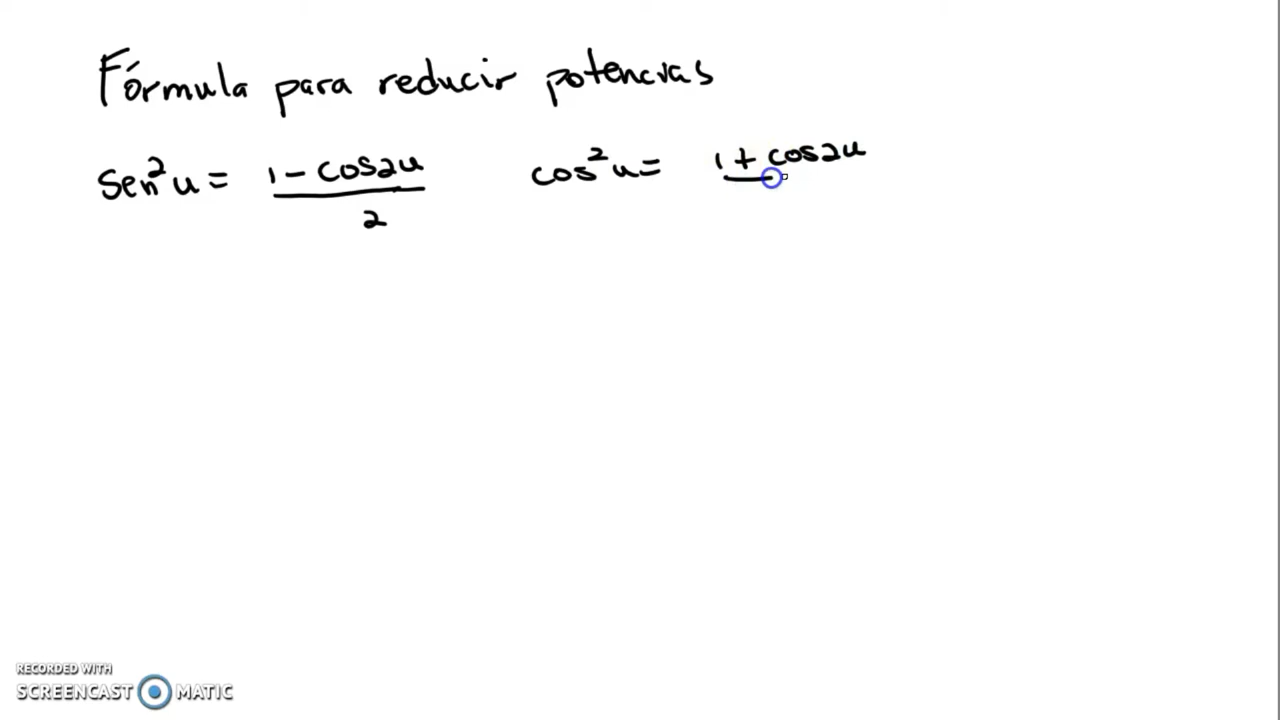 Fórmula para reducir potencias
Sen²u = 1 - cos2u / 2 cos²u = 1 + cos2u
RECORDED WITH
SCREENCAST MATIC